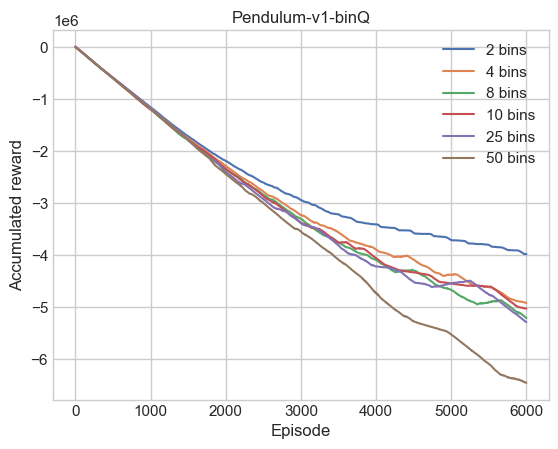 Pendulum-v1-binQ
1e6
0
−1
−2
−3
−4
−5
−6
Accumulated reward
2 bins
4 bins
8 bins
10 bins
25 bins
50 bins
0 1000 2000 3000 4000 5000 6000
Episode